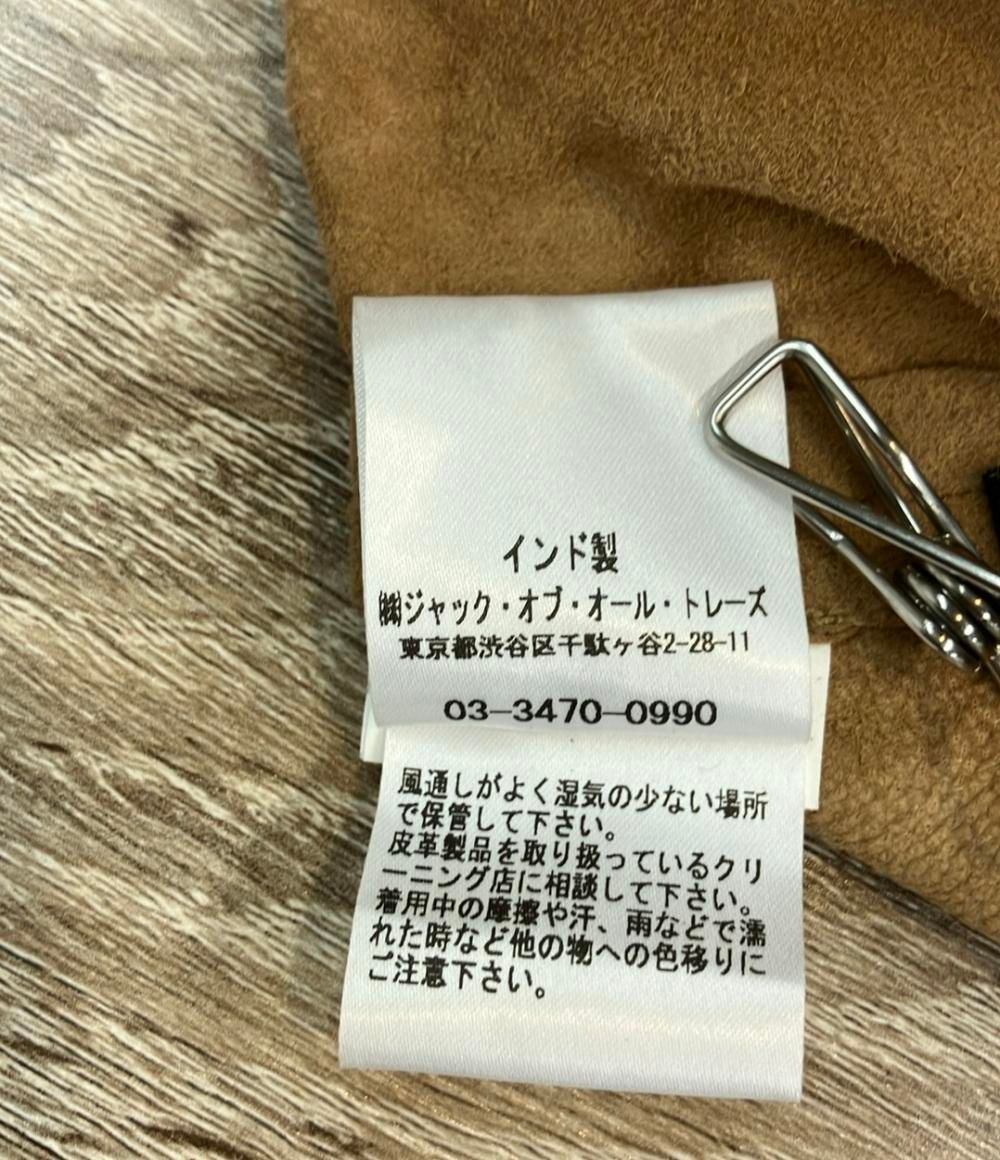 インド製
㈱ジャック・オブ・オール・トレーズ
東京都渋谷区千駄ヶ谷2-28-11
03-3470-0990
風通しがよく湿気の少ない場所
で保管して下さい。
皮革製品を取り扱っているクリ
ーニング店に相談して下さい。
着用中の摩擦や汗、雨などで濡
れた時など他の物への色移りに
ご注意下さい。